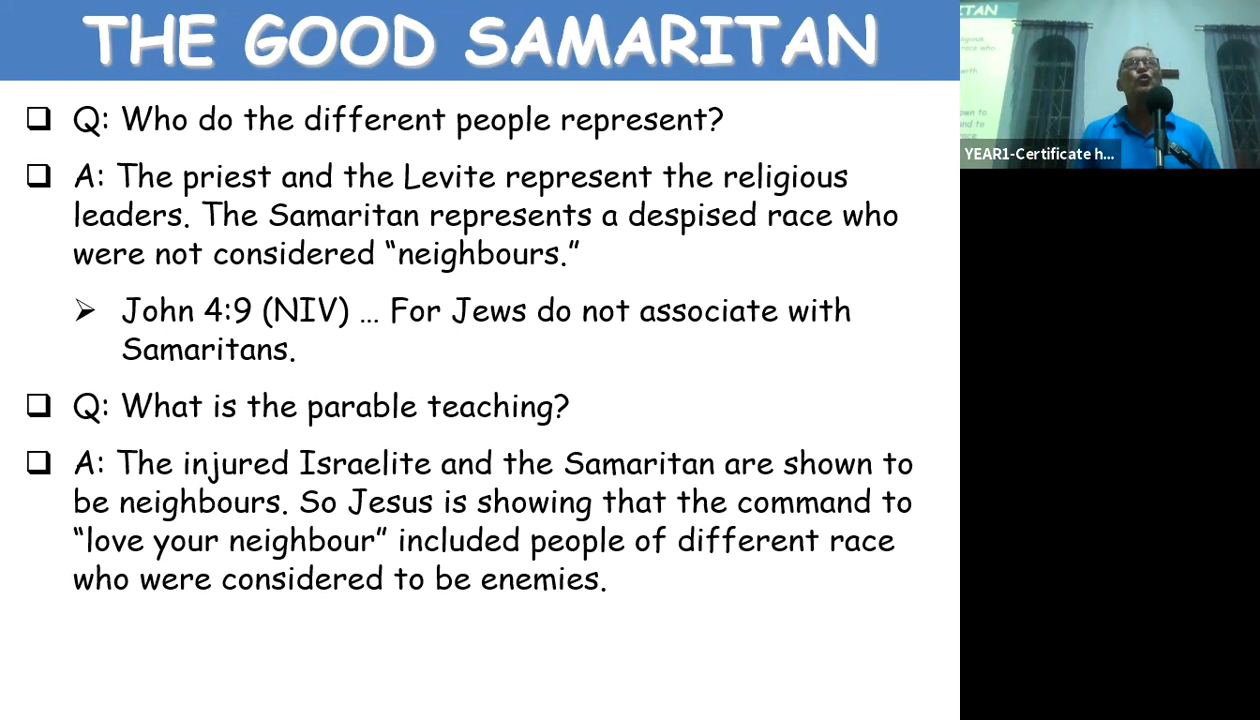 THE GOOD SAMARITAN
Q: Who do the different people represent?
A: The priest and the Levite represent the religious
leaders. The Samaritan represents a despised race who
were not considered “neighbours.”
John 4:9 (NIV) … For Jews do not associate with
Samaritans.
Q: What is the parable teaching?
A: The injured Israelite and the Samaritan are shown to
be neighbours. So Jesus is showing that the command to
“love your neighbour” included people of different race
who were considered to be enemies.
YEAR1-Certificate h...